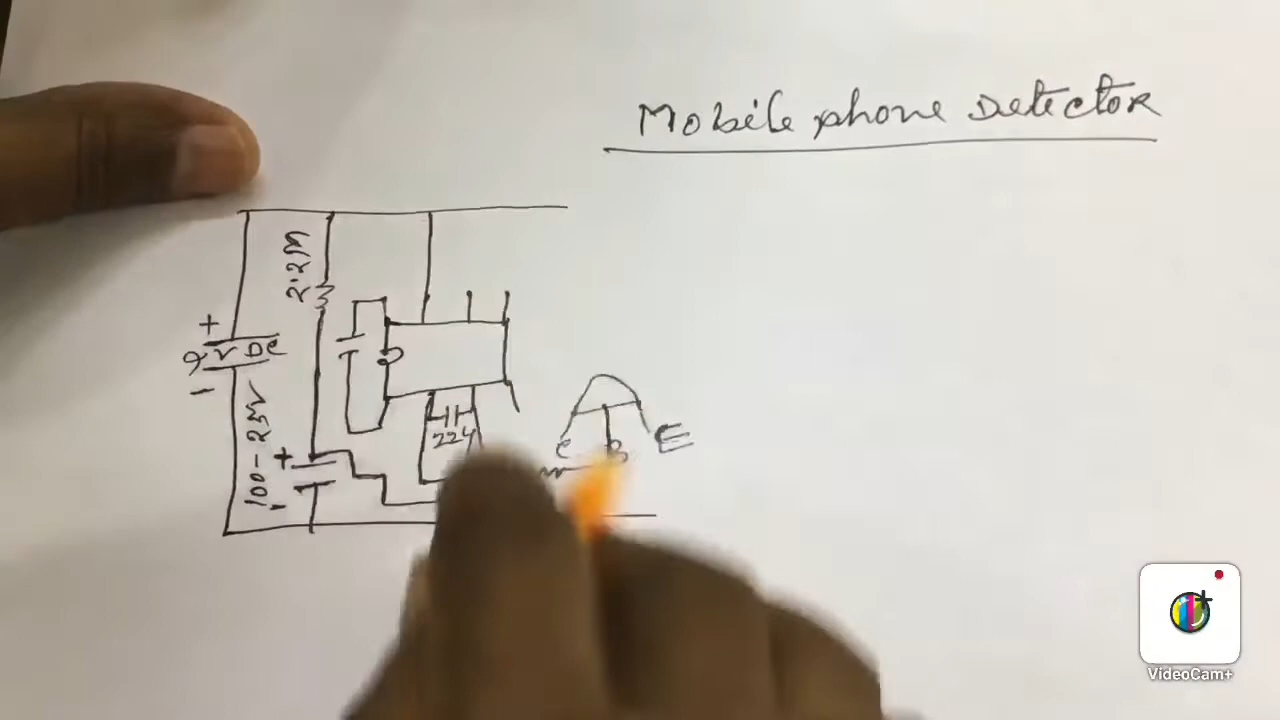 Mobile phone Detector
2.2M
+
9V DC
-
100-25V
+
-
224
C
B
E
VideoCam+